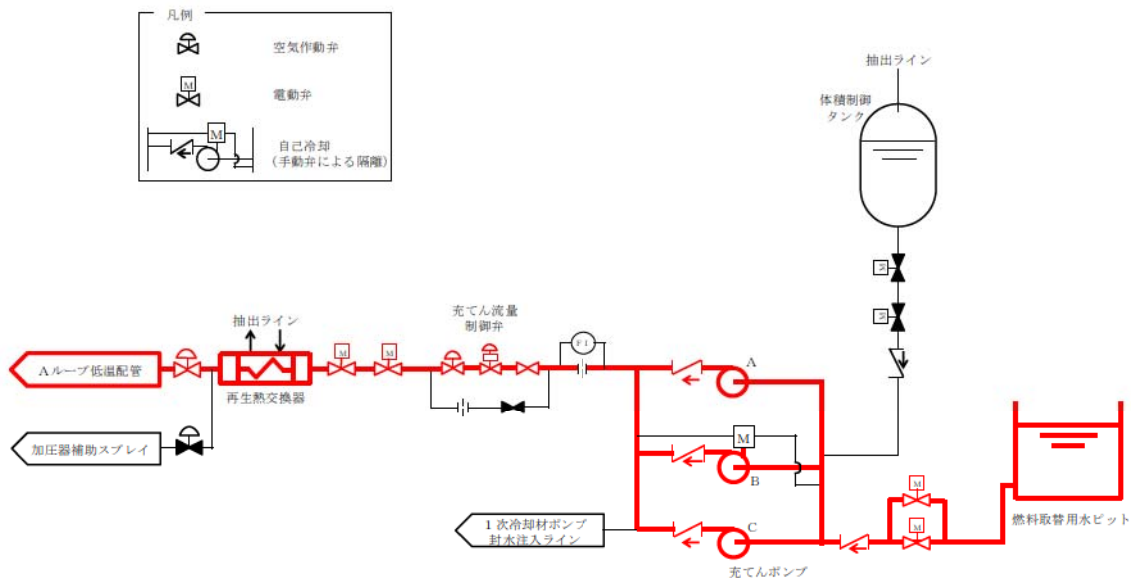 凡例
空気作動弁
M
電動弁
M
自己冷却
(手動弁による隔離)
抽出ライン
体積制御
タンク
M
M
充てん流量
制御弁
抽出ライン
FI
M
M
Aループ低温配管
再生熱交換器
A
加圧器補助スプレイ
M
B
M
1次冷却材ポンプ
封水注入ライン
C
M
燃料取替用水ピット
充てんポンプ